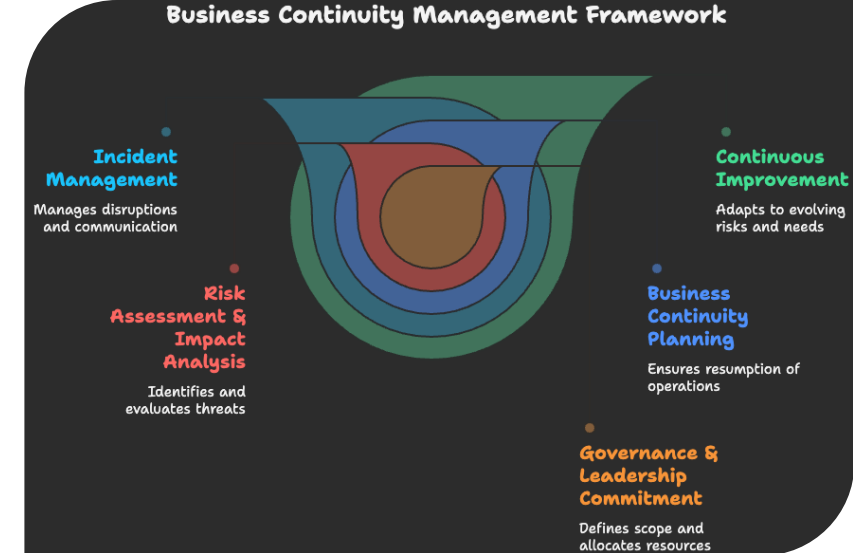 Business Continuity Management Framework
Incident
Management
Manages disruptions
and communication
Continuous
Improvement
Adapts to evolving
risks and needs
Risk
Assessment &
Impact
Analysis
Identifies and
evaluates threats
Business
Continuity
Planning
Ensures resumption of
operations
Governance &
Leadership
Commitment
Defines scope and
allocates resources